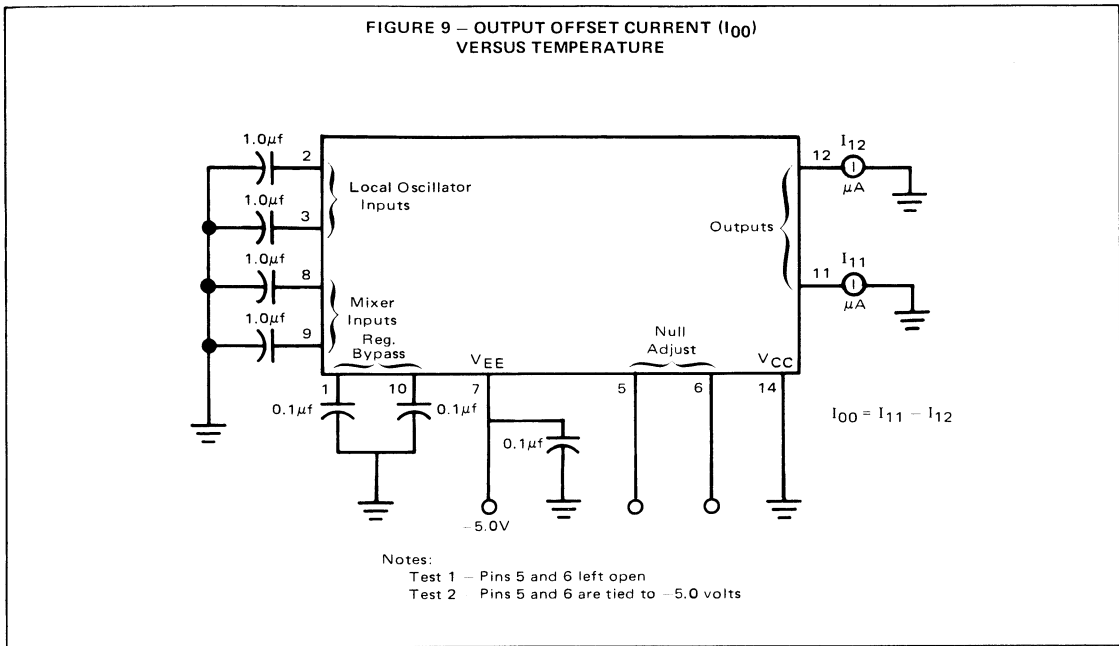 FIGURE 9 – OUTPUT OFFSET CURRENT (I00)
VERSUS TEMPERATURE
1.0μf
2
1.0μf
3
Local Oscillator
Inputs
1.0μf
8
1.0μf
9
Mixer
Inputs
Reg.
Bypass
VEE
Null
Adjust
VCC
Outputs
12
I12
I
μA
11
I11
I
μA
1
10
7
5
6
14
0.1μf
0.1μf
0.1μf
–5.0V
I00 = I11 – I12
Notes:
Test 1 – Pins 5 and 6 left open
Test 2 Pins 5 and 6 are tied to –5.0 volts